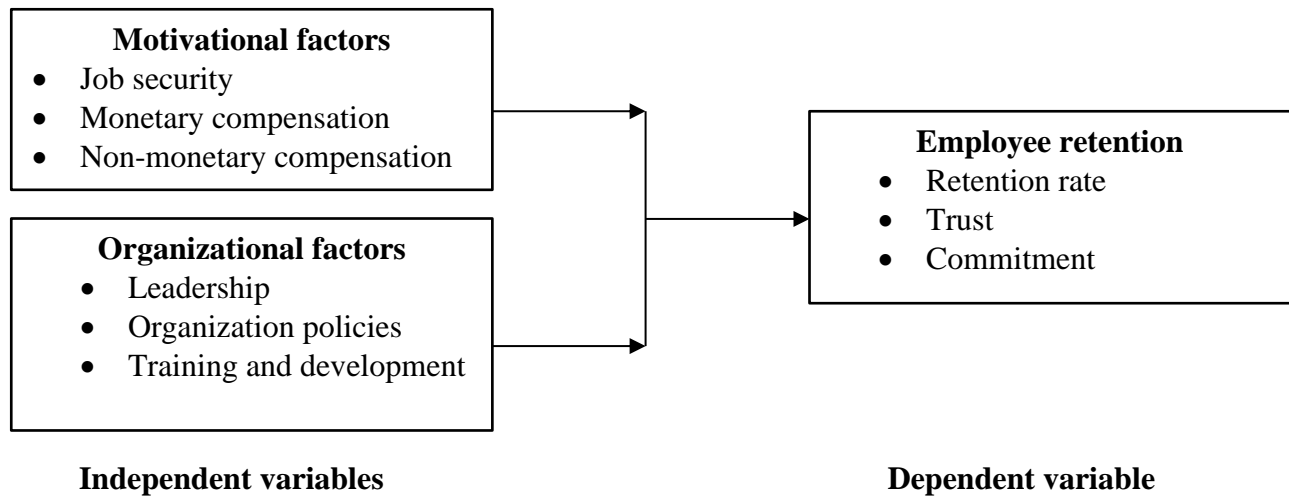 Motivational factors
• Job security
• Monetary compensation
• Non-monetary compensation
Organizational factors
• Leadership
• Organization policies
• Training and development
Employee retention
• Retention rate
• Trust
• Commitment
Independent variables
Dependent variable